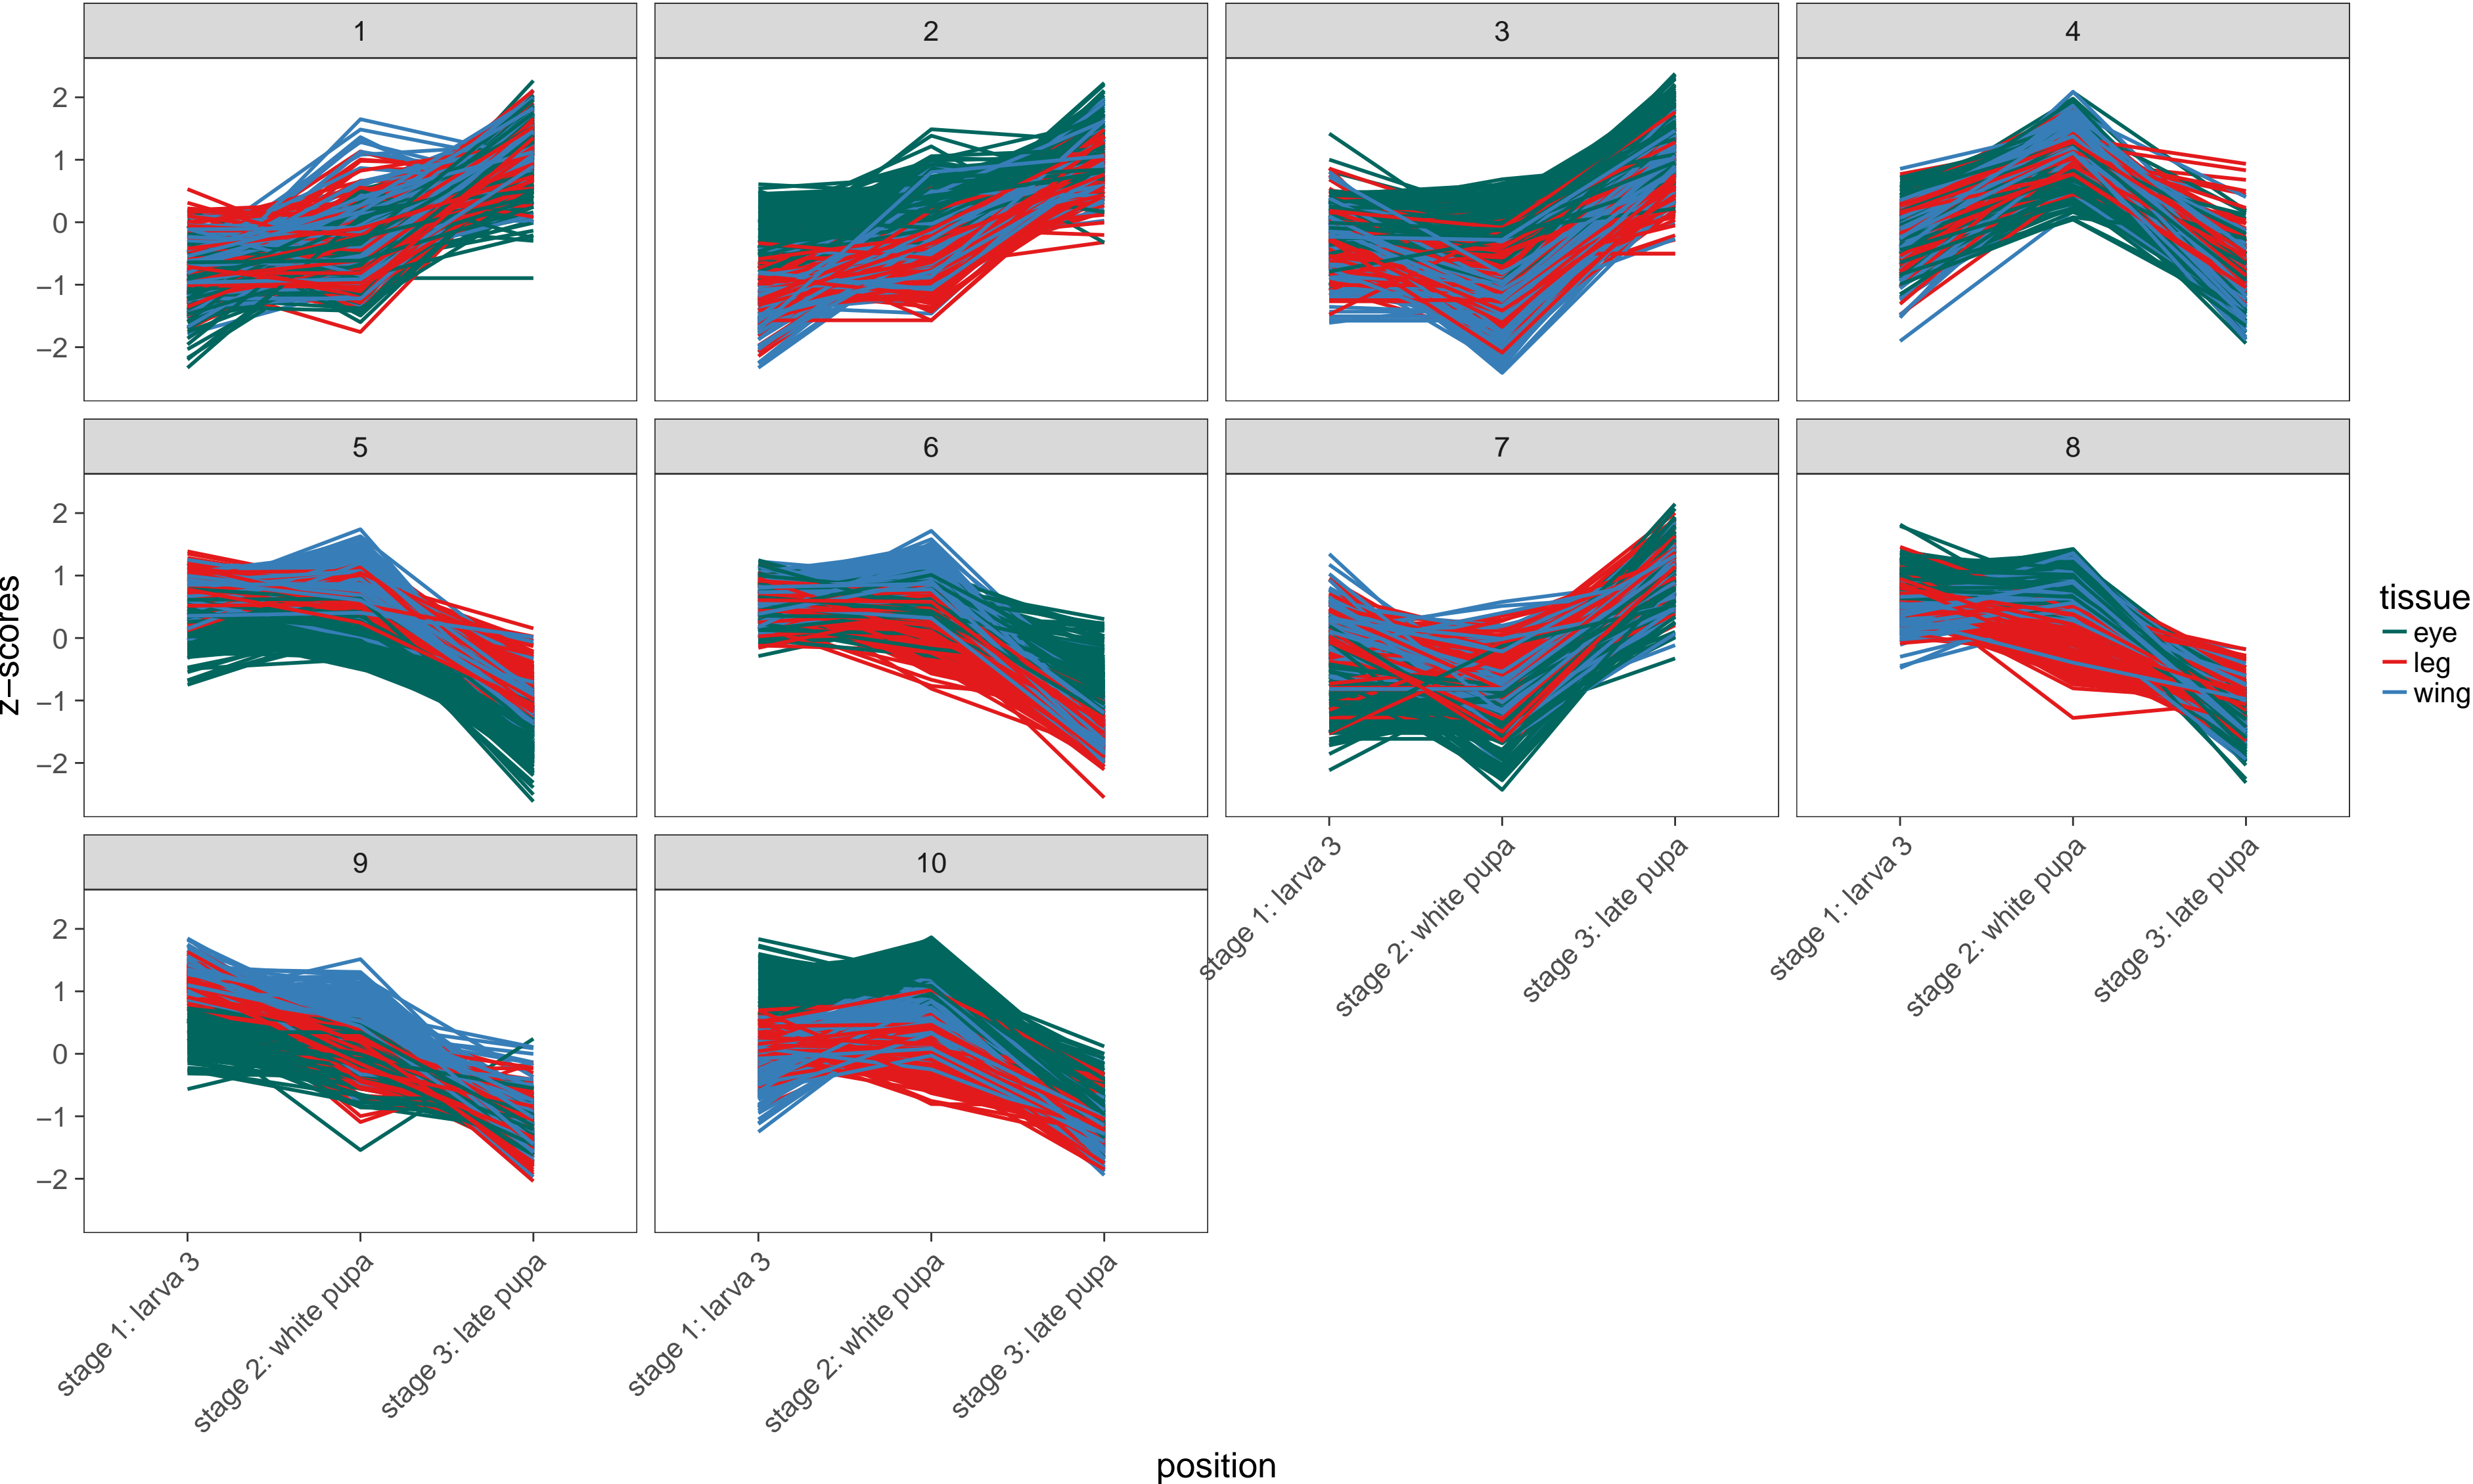 1
2
3
4
2
1
0
−1
−2
5
6
7
8
2
1
0
−1
−2
z−scores
tissue
eye
leg
wing
9
10
stage 1: larva 3
stage 2: white pupa
stage 3: late pupa
stage 1: larva 3
stage 2: white pupa
stage 3: late pupa
2
1
0
−1
−2
stage 1: larva 3
stage 2: white pupa
stage 3: late pupa
stage 1: larva 3
stage 2: white pupa
stage 3: late pupa
position